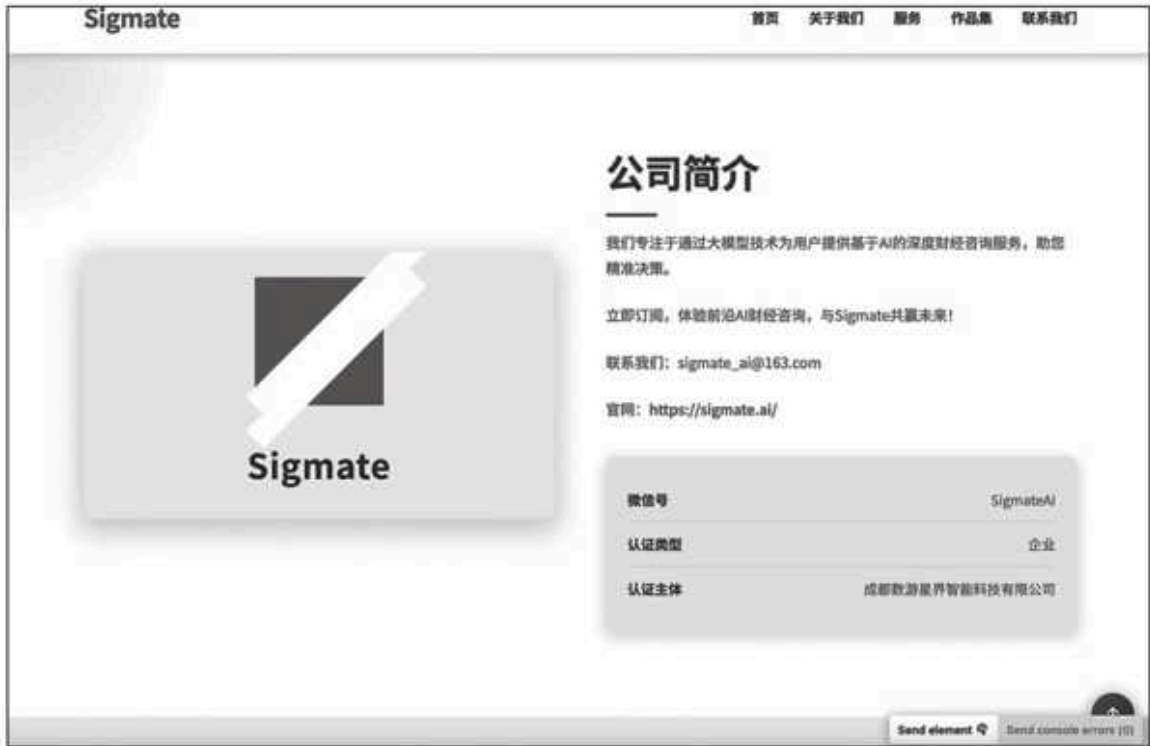 Sigmate
首页 关于我们 服务 作品集 联系我们
公司简介
我们专注于通过大模型技术为用户提供基于AI的深度财经咨询服务，助您
精准决策。
立即订阅，体验前沿AI财经咨询，与Sigmate共赢未来！
联系我们：sigmate_ai@163.com
官网：https://sigmate.ai/
Sigmate
微信号 SigmateAI
认证类型 企业
认证主体 成都数游星界智能科技有限公司
Send element
Send console errors (0)